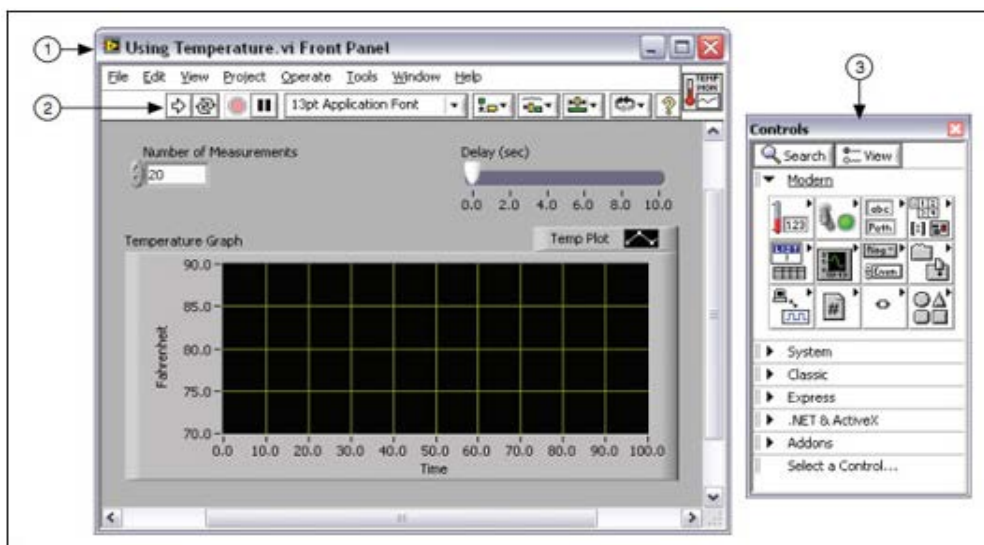 1
Using Temperature.vi Front Panel
File Edit View Project Operate Tools Window Help
TEMP
MON
2
13pt Application Font
?
3
Number of Measurements
20
Delay (sec)
0.0 2.0 4.0 6.0 8.0 10.0
Temperature Graph
Temp Plot
90.0
85.0
80.0
75.0
70.0
Fahrenheit
0.0 10.0 20.0 30.0 40.0 50.0 60.0 70.0 80.0 90.0 100.0
Time
Controls
Search View
Modern
123
abc
Path
Ring
Enum
#
System
Classic
Express
.NET & ActiveX
Addons
Select a Control...